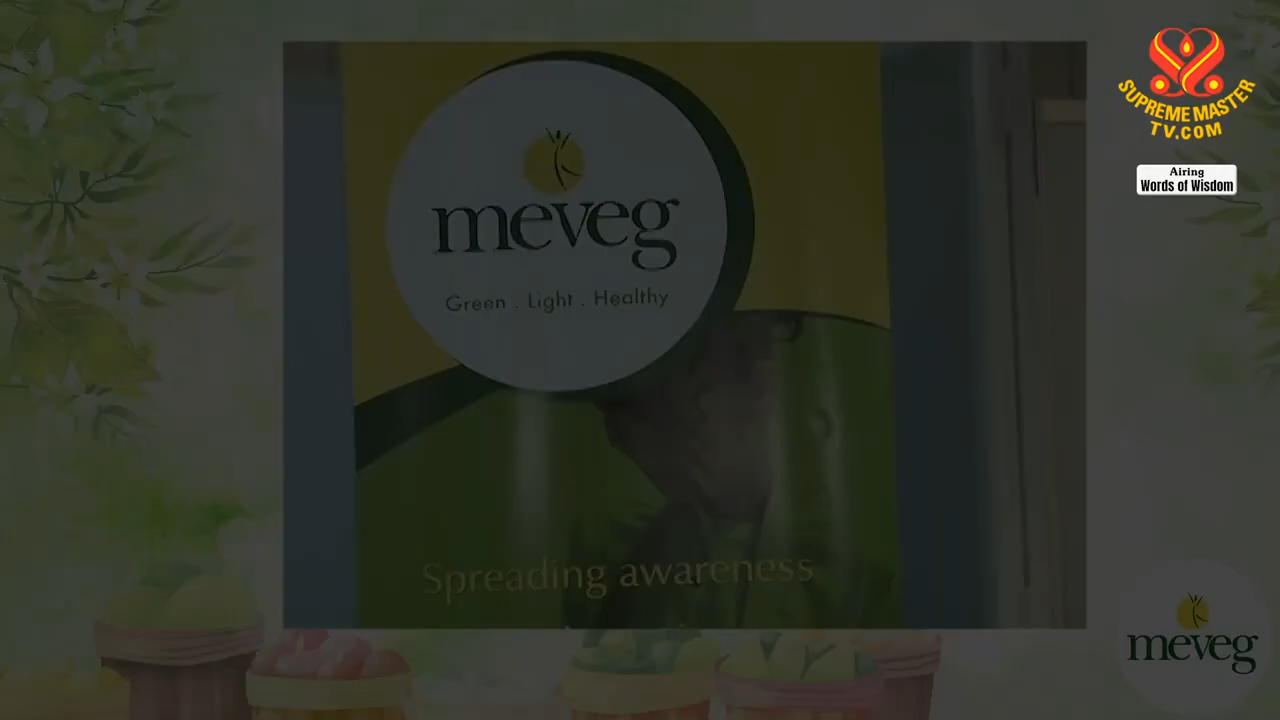 meveg
Green . Light . Healthy
Spreading awareness
SUPREME MASTER
TV.COM
Airing
Words of Wisdom
meveg